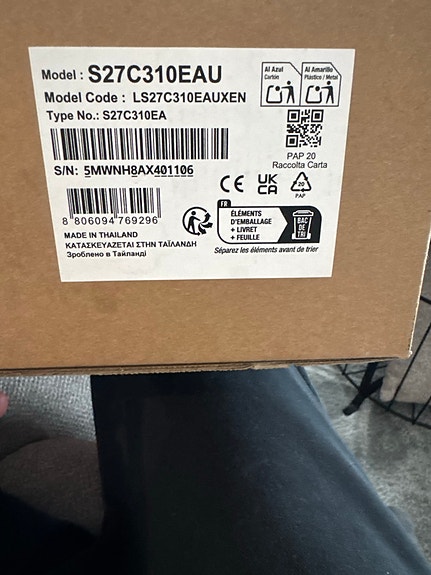 Model : S27C310EAU
Model Code : LS27C310EAUXEN
Type No.: S27C310EA
Al Azul
Cartón
Al Amarillo
Plástico / Metal
PAP 20
Raccolta Carta
S/N: 5MWNH8AX401106
CE
UK
CA
20
PAP
8 806094 769296
FR
ÉLÉMENTS
D'EMBALLAGE
+ LIVRET
+ FEUILLE
BAC
DE
TRI
Séparez les éléments avant de trier
MADE IN THAILAND
ΚΑΤΑΣΚΕΥΑΖΕΤΑΙ ΣΤΗΝ ΤΑΪΛΑΝΔΗ
Зроблено в Таїланді